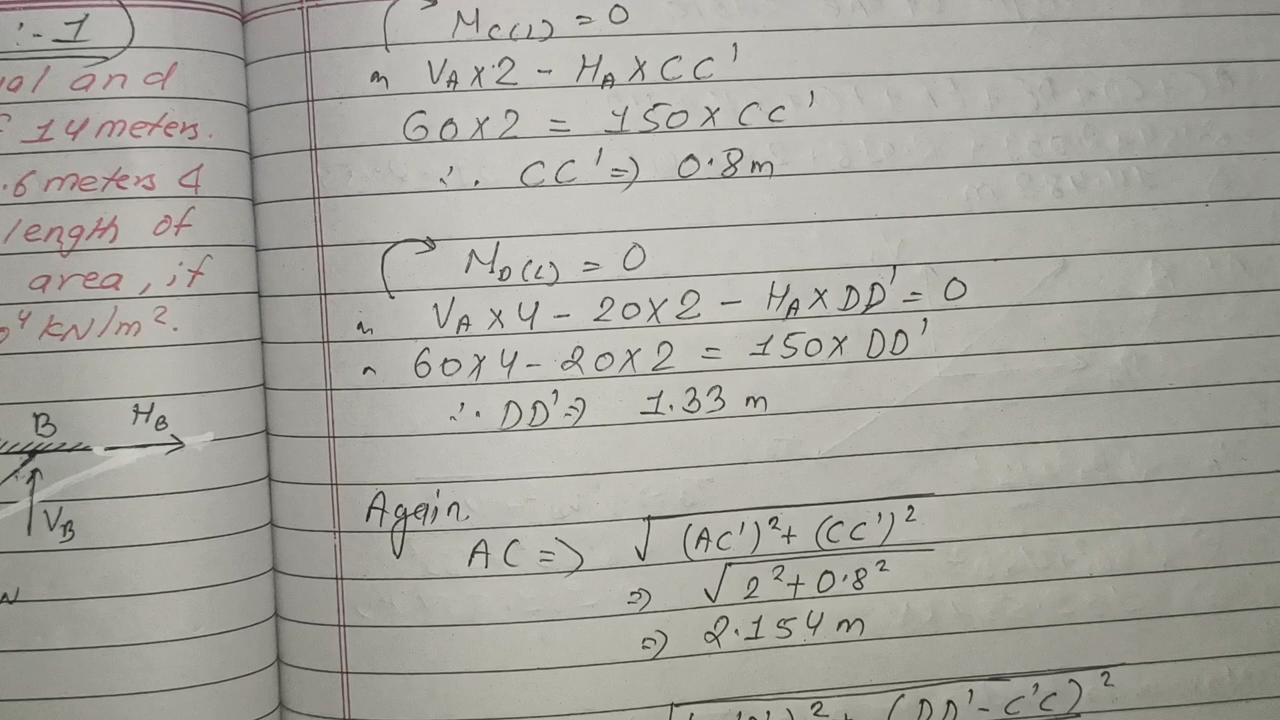 :-1
al and
14 meters.
.6 meters 4
length of
area, if
4 kN/m².
B
H_B
V_B
N
M_C(L) = 0
V_A × 2 - H_A × CC'
60×2 = 150×CC'
∴ CC' ⇒ 0.8m
M_D(L) = 0
V_A × 4 - 20×2 - H_A × DD' = 0
60×4 - 20×2 = 150×DD'
∴ DD' ⇒ 1.33 m
Again
AC ⇒ √(AC')² + (CC')²
⇒ √2² + 0.8²
⇒ 2.154 m
(DD' - C'C)²